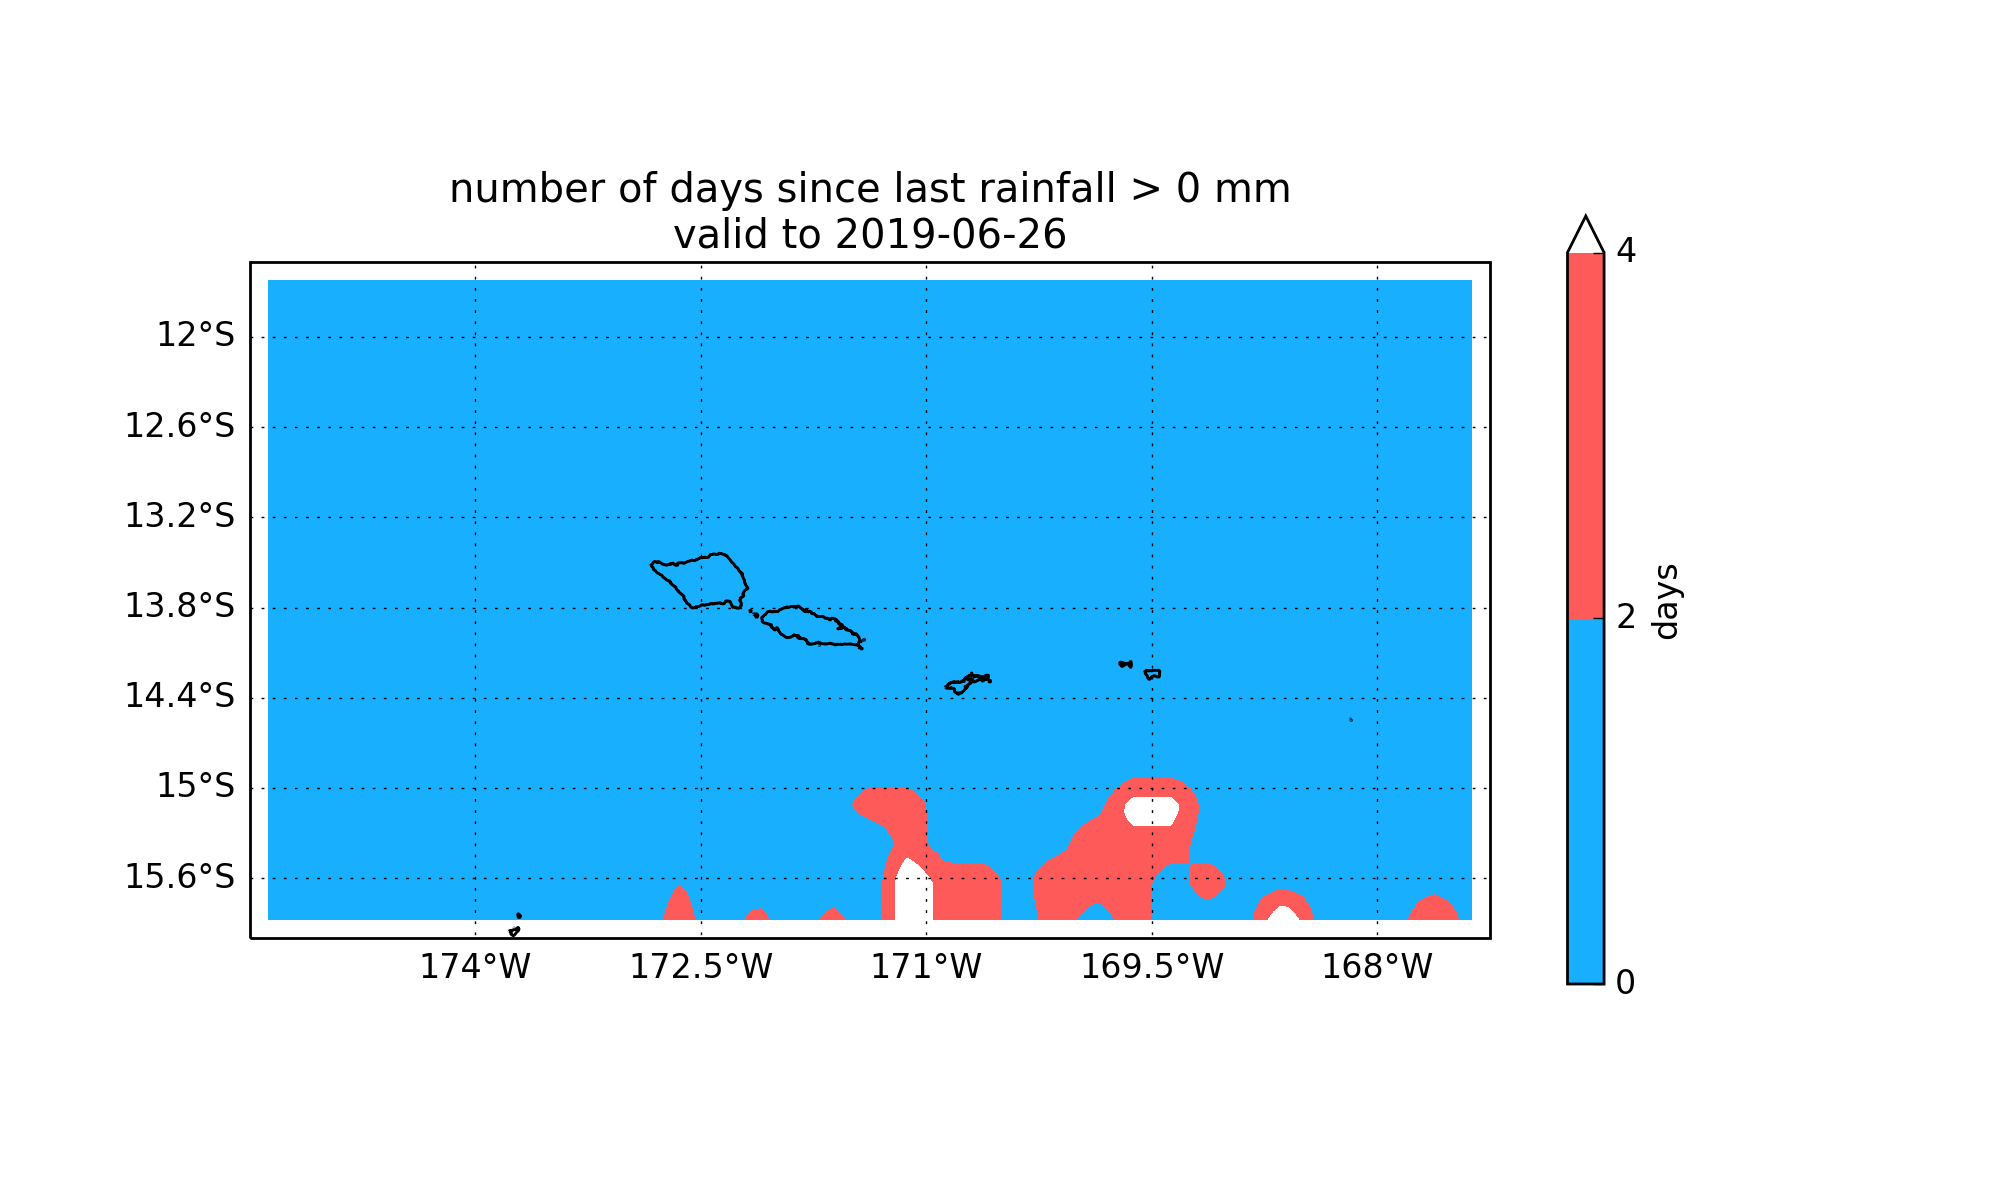 number of days since last rainfall > 0 mm
valid to 2019-06-26
12°S
12.6°S
13.2°S
13.8°S
14.4°S
15°S
15.6°S
174°W
172.5°W
171°W
169.5°W
168°W
4
2
0
days